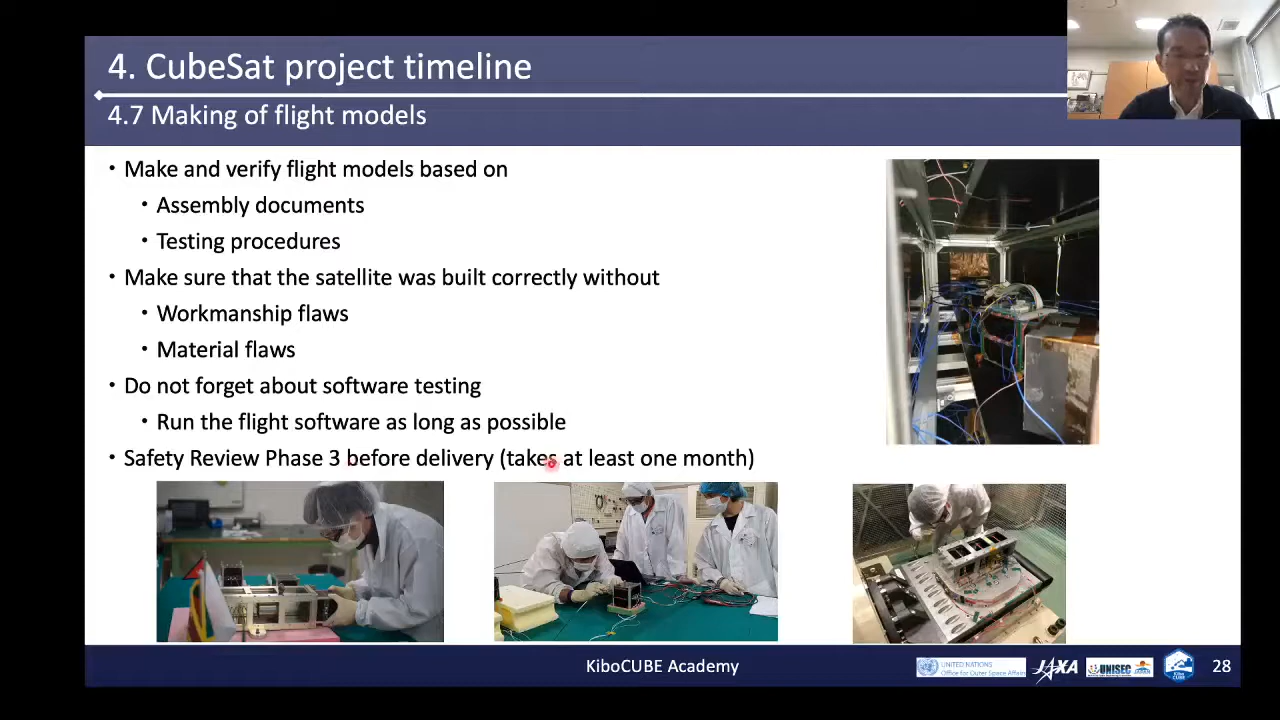 4. CubeSat project timeline
4.7 Making of flight models
• Make and verify flight models based on
• Assembly documents
• Testing procedures
• Make sure that the satellite was built correctly without
• Workmanship flaws
• Material flaws
• Do not forget about software testing
• Run the flight software as long as possible
• Safety Review Phase 3 before delivery (takes at least one month)
KiboCUBE Academy
UNITED NATIONS
Office for Outer Space Affairs
JAXA
UNISEC
Kibo
CUBE
28